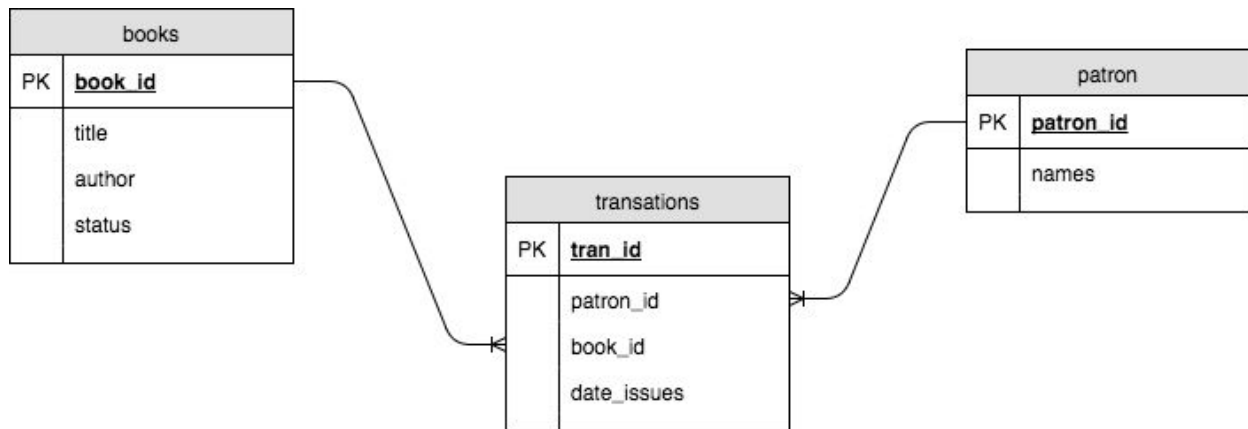 books
PK book_id
title
author
status
patron
PK patron_id
names
transations
PK tran_id
patron_id
book_id
date_issues